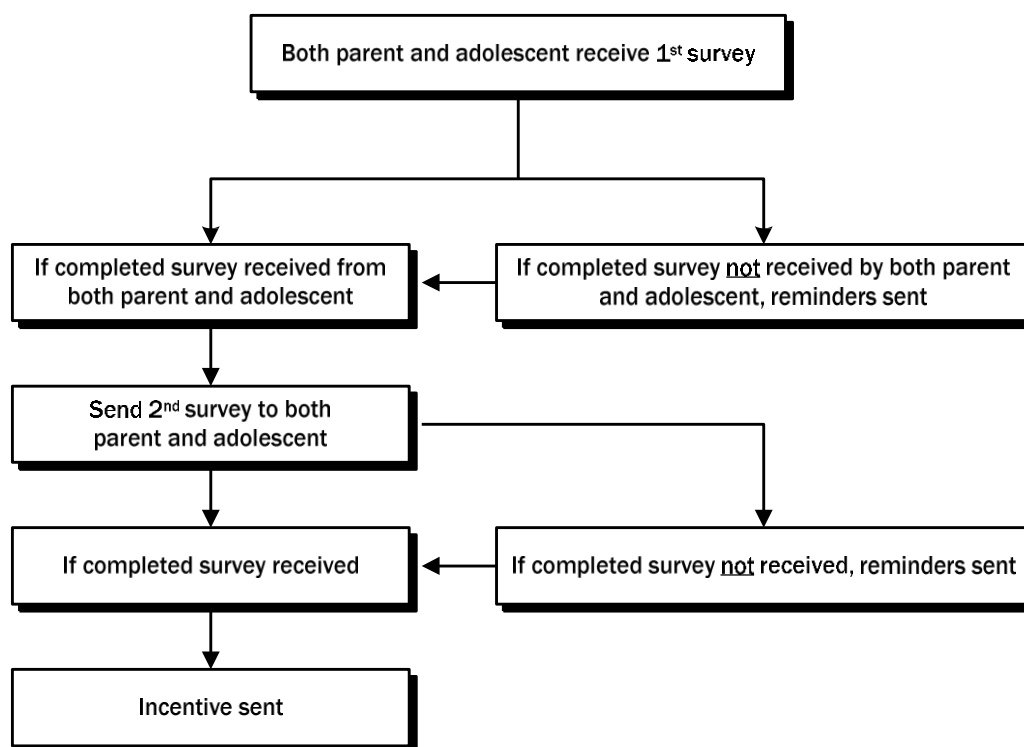 Both parent and adolescent receive 1st survey
If completed survey received from
both parent and adolescent
If completed survey not received by both parent
and adolescent, reminders sent
Send 2nd survey to both
parent and adolescent
If completed survey received
If completed survey not received, reminders sent
Incentive sent